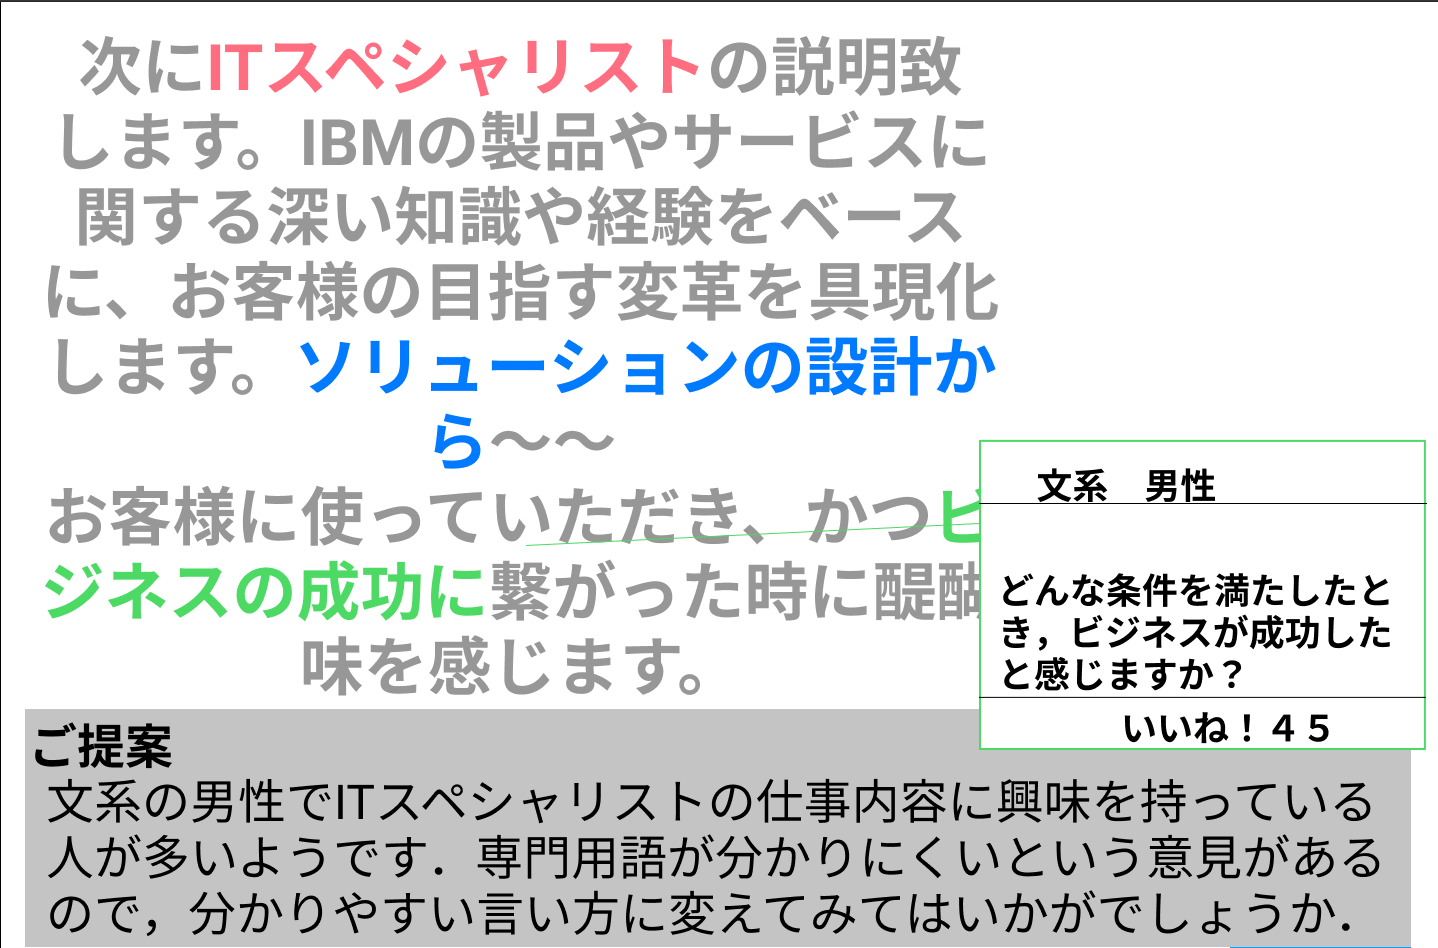 次にITスペシャリストの説明致
します。IBMの製品やサービスに
関する深い知識や経験をベース
に、お客様の目指す変革を具現化
します。ソリューションの設計か
ら〜〜
お客様に使っていただき、かつビ
ジネスの成功に繋がった時に醍醐
味を感じます。
文系　男性
どんな条件を満たしたと
き，ビジネスが成功した
と感じますか？
いいね！４５
ご提案
文系の男性でITスペシャリストの仕事内容に興味を持っている
人が多いようです．専門用語が分かりにくいという意見がある
ので，分かりやすい言い方に変えてみてはいかがでしょうか．